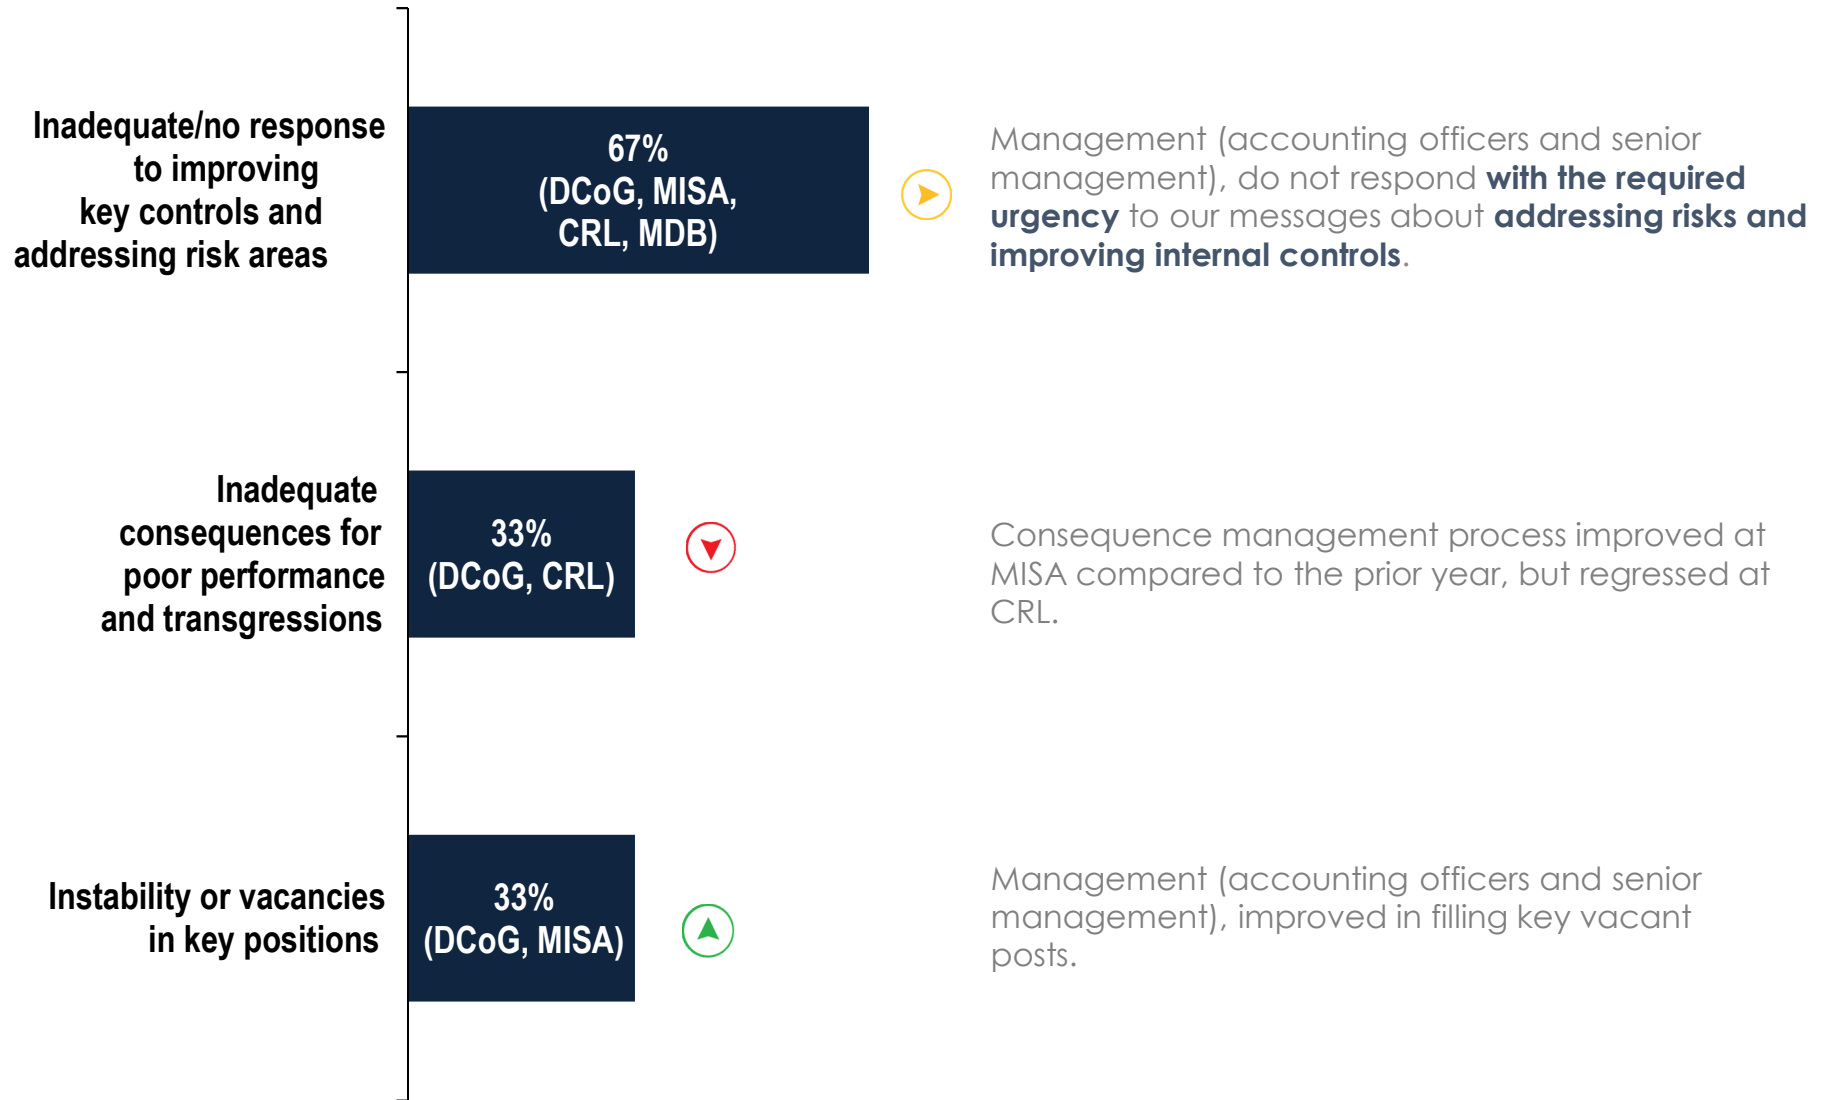 Inadequate/no response
to improving
key controls and
addressing risk areas
67%
(DCoG, MISA,
CRL, MDB)
Management (accounting officers and senior
management), do not respond with the required
urgency to our messages about addressing risks and
improving internal controls.
Inadequate
consequences for
poor performance
and transgressions
33%
(DCoG, CRL)
Consequence management process improved at
MISA compared to the prior year, but regressed at
CRL.
Instability or vacancies
in key positions
33%
(DCoG, MISA)
Management (accounting officers and senior
management), improved in filling key vacant
posts.